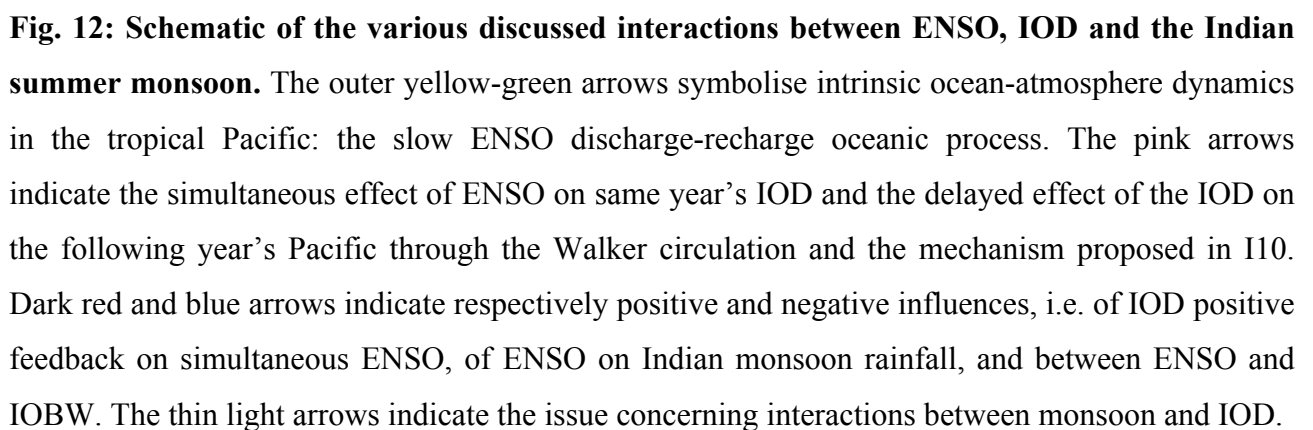 Fig. 12: Schematic of the various discussed interactions between ENSO, IOD and the Indian
summer monsoon. The outer yellow-green arrows symbolise intrinsic ocean-atmosphere dynamics
in the tropical Pacific: the slow ENSO discharge-recharge oceanic process. The pink arrows
indicate the simultaneous effect of ENSO on same year’s IOD and the delayed effect of the IOD on
the following year’s Pacific through the Walker circulation and the mechanism proposed in I10.
Dark red and blue arrows indicate respectively positive and negative influences, i.e. of IOD positive
feedback on simultaneous ENSO, of ENSO on Indian monsoon rainfall, and between ENSO and
IOBW. The thin light arrows indicate the issue concerning interactions between monsoon and IOD.